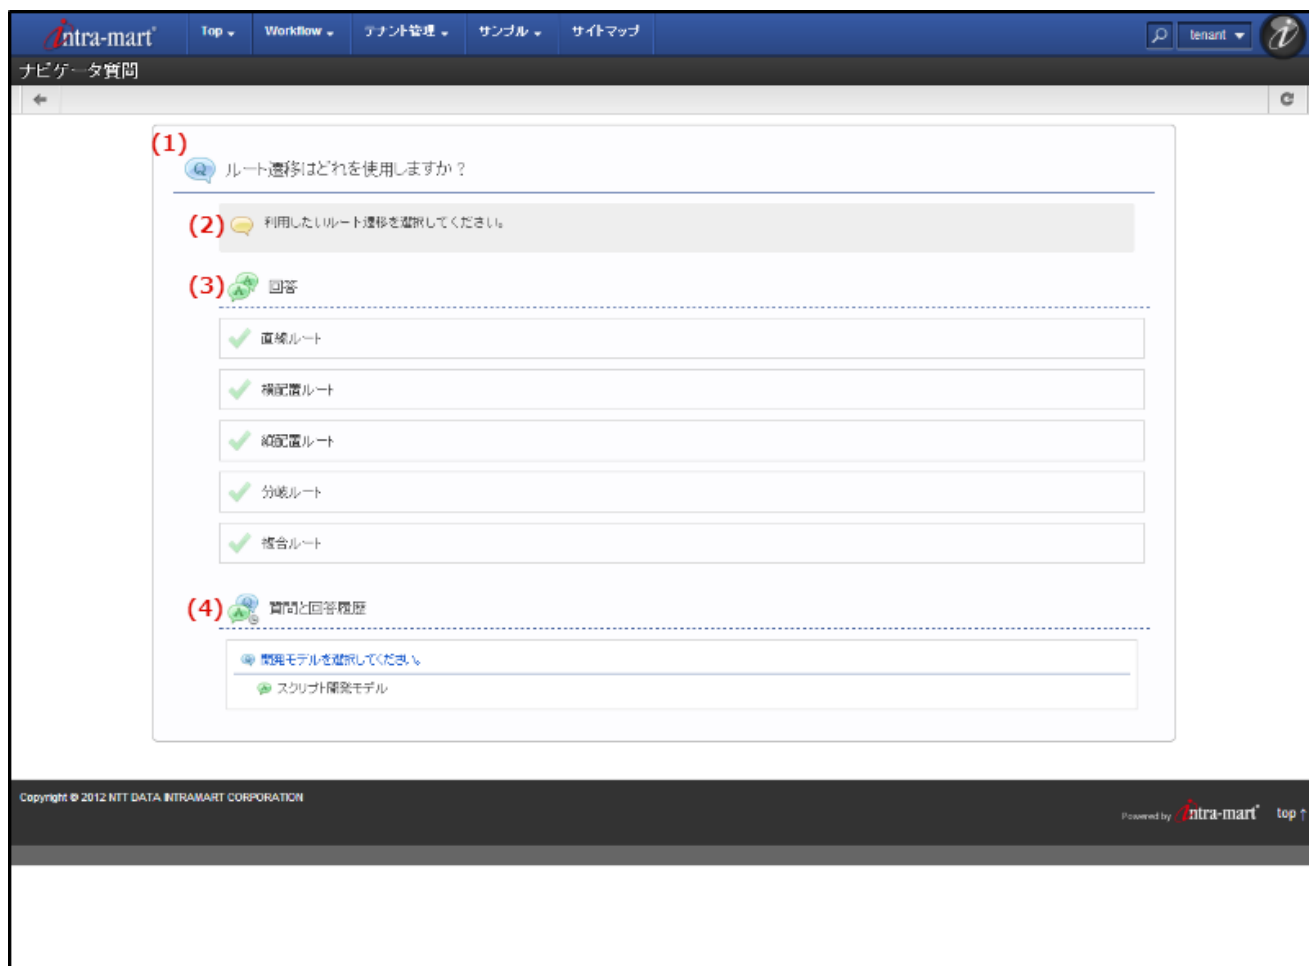 intra-mart Top Workflow テナント管理 サンプル サイトマップ tenant
ナビゲータ質問
(1)
ルート遷移はどれを使用しますか？
(2) 利用したいルート遷移を選択してください。
(3) 回答
直線ルート
横配置ルート
縦配置ルート
分岐ルート
複合ルート
(4) 質問と回答履歴
開発モデルを選択してください。
スクリプト開発モデル
Copyright © 2012 NTT DATA INTRAMART CORPORATION
Powered by intra-mart top ↑